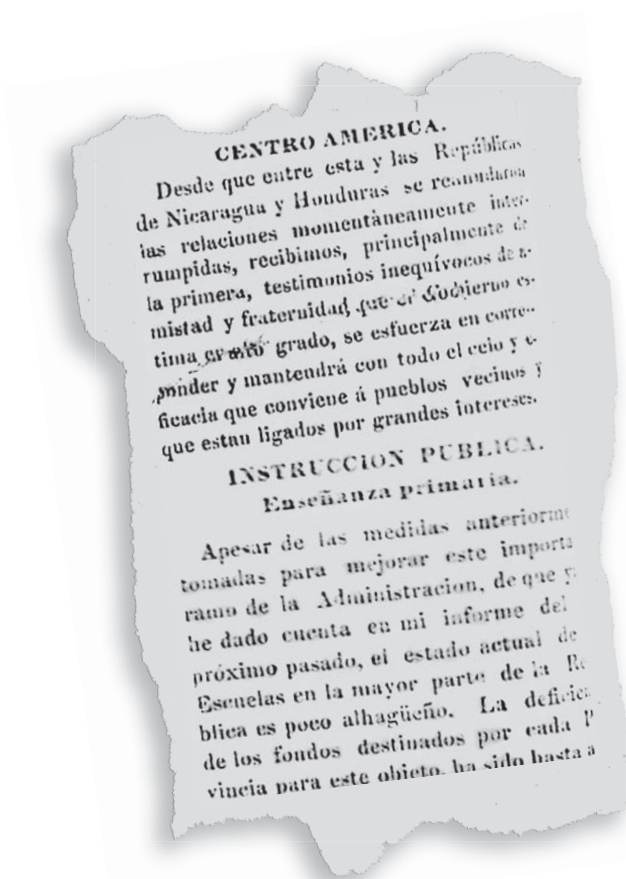 CENTRO AMERICA.
Desde que entre esta y las Repúblicas
de Nicaragua y Honduras se reanudaron
las relaciones momentàneamente inter-
rumpidas, recibimos, principalmente de
la primera, testimonios inequívocos de a-
mistad y fraternidad que el Gobierno es-
tima en alto grado, se esfuerza en corres-
ponder y mantendrá con todo el celo y e-
ficacia que conviene á pueblos vecinos y
que estan ligados por grandes intereses.
INSTRUCCION PUBLICA.
Enseñanza primaria.
Apesar de las medidas anteriorme
tomadas para mejorar este importa
ramo de la Administracion, de que y
he dado cuenta en mi informe del
próximo pasado, el estado actual de
Escuelas en la mayor parte de la Re
blica es poco alhagüeño. La deficie
de los fondos destinados por cada P
vincia para este objeto, ha sido hasta a